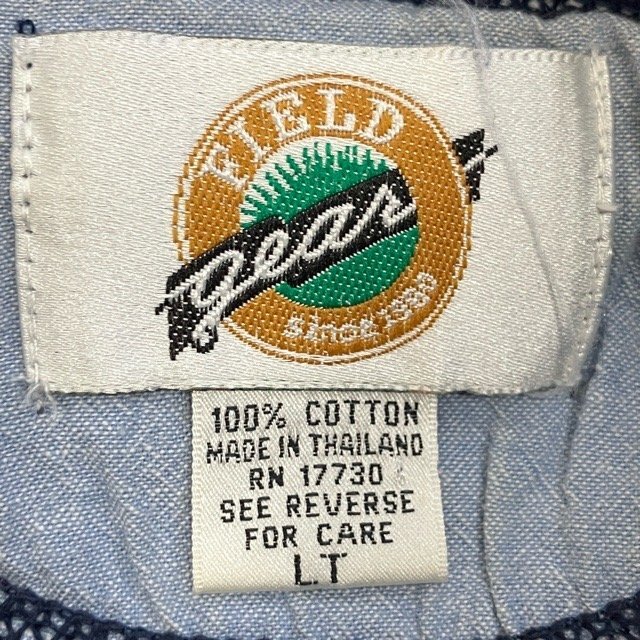 FIELD
gear
since 1989
100% COTTON
MADE IN THAILAND
RN 17730
SEE REVERSE
FOR CARE
LT